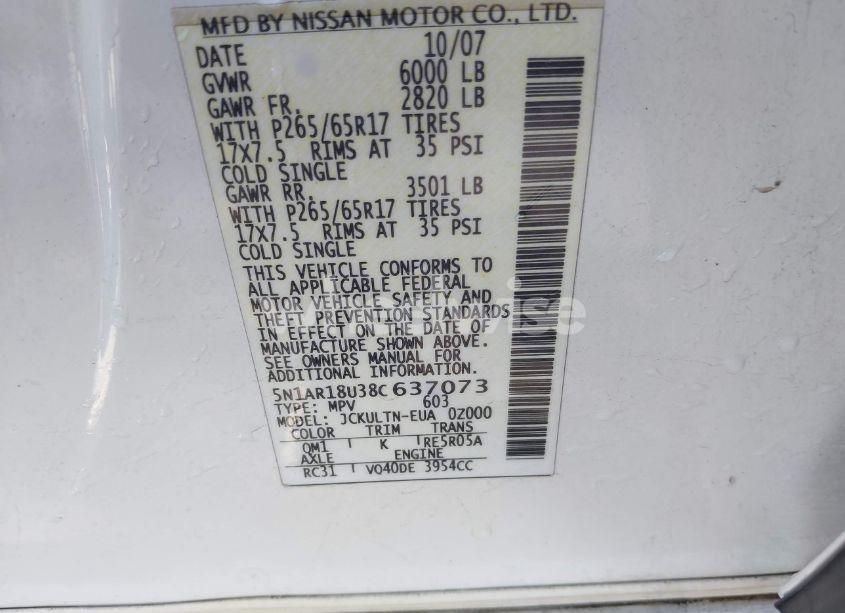 MFD BY NISSAN MOTOR CO., LTD.
DATE 10/07
GVWR 6000 LB
GAWR FR. 2820 LB
WITH P265/65R17 TIRES
17X7.5 RIMS AT 35 PSI
COLD SINGLE
GAWR RR. 3501 LB
WITH P265/65R17 TIRES
17X7.5 RIMS AT 35 PSI
COLD SINGLE
THIS VEHICLE CONFORMS TO
ALL APPLICABLE FEDERAL
MOTOR VEHICLE SAFETY AND
THEFT PREVENTION STANDARDS
IN EFFECT ON THE DATE OF
MANUFACTURE SHOWN ABOVE.
SEE OWNERS MANUAL FOR
ADDITIONAL INFORMATION.
5N1AR18U38C637073
TYPE: MPV 603
MODEL: JCKULTN-EUA 0Z000
COLOR TRIM TRANS
QM1 K RE5R05A
AXLE ENGINE
RC31 VQ40DE 3954CC